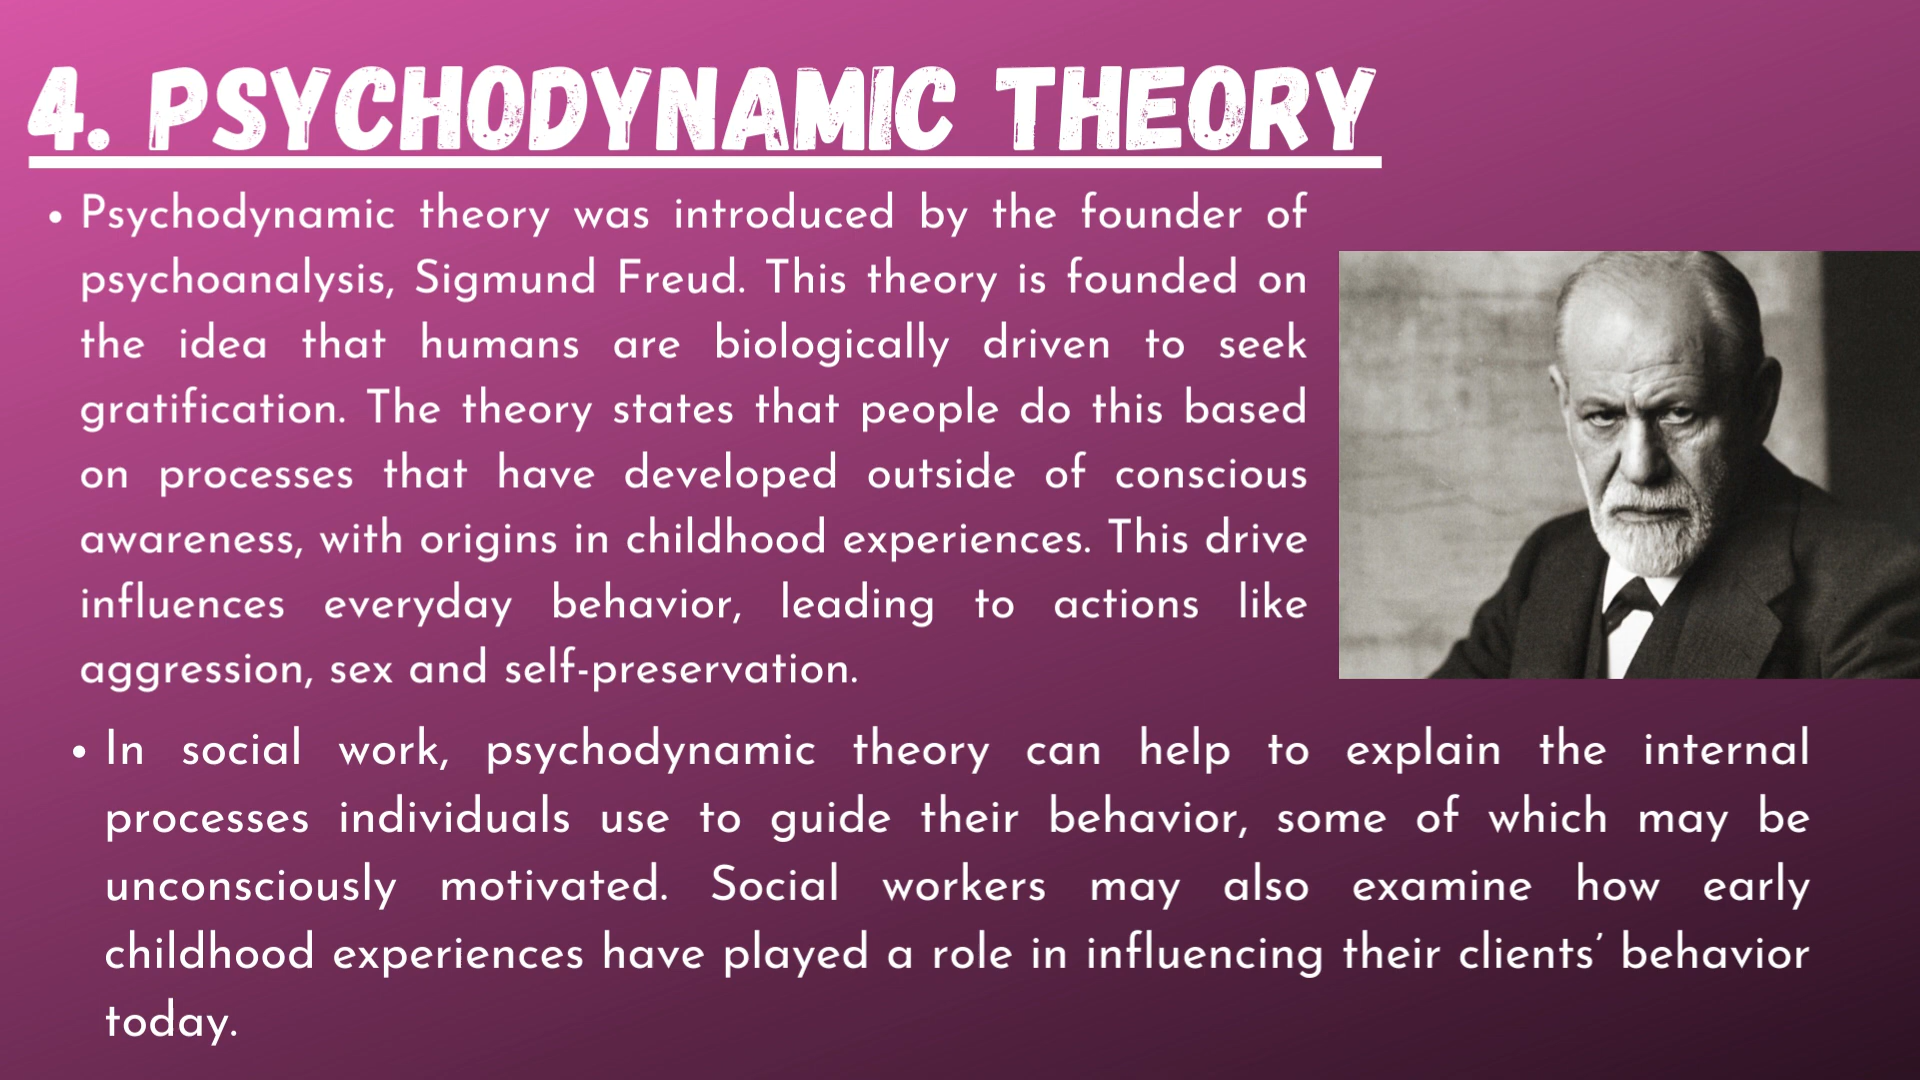 4. PSYCHODYNAMIC THEORY
• Psychodynamic theory was introduced by the founder of
psychoanalysis, Sigmund Freud. This theory is founded on
the idea that humans are biologically driven to seek
gratification. The theory states that people do this based
on processes that have developed outside of conscious
awareness, with origins in childhood experiences. This drive
influences everyday behavior, leading to actions like
aggression, sex and self-preservation.
• In social work, psychodynamic theory can help to explain the internal
processes individuals use to guide their behavior, some of which may be
unconsciously motivated. Social workers may also examine how early
childhood experiences have played a role in influencing their clients’ behavior
today.